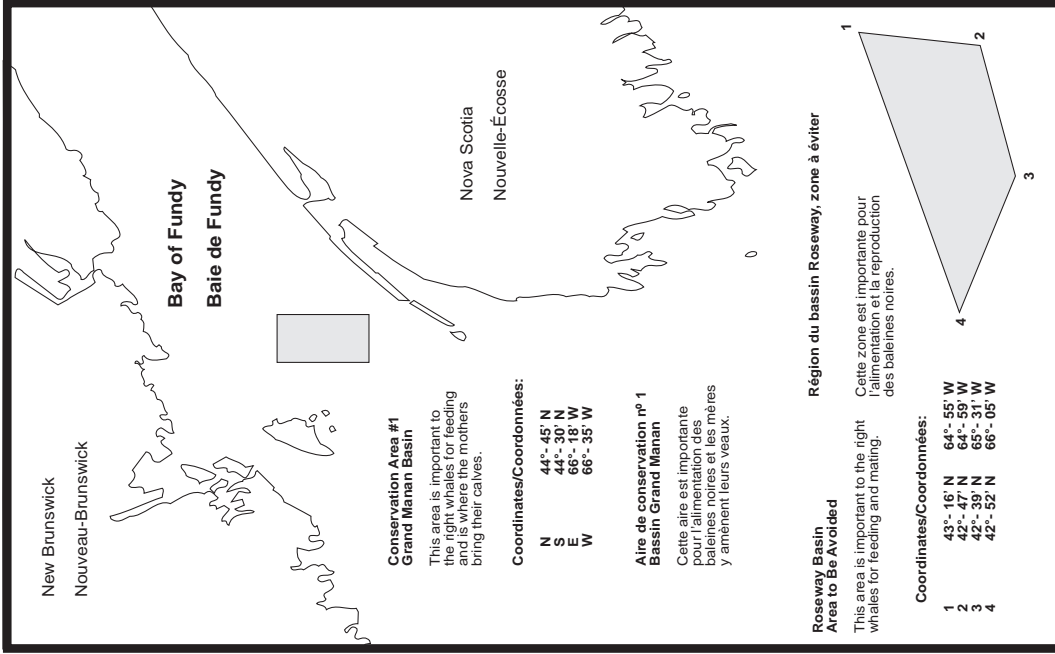 New Brunswick
Nouveau-Brunswick
Bay of Fundy
Baie de Fundy
Nova Scotia
Nouvelle-Écosse
Conservation Area #1
Grand Manan Basin
This area is important to
the right whales for feeding
and is where the mothers
bring their calves.
Coordinates/Coordonnées:
N 44°- 45' N
S 44°- 30' N
E 66°- 18' W
W 66°- 35' W
Aire de conservation nº 1
Bassin Grand Manan
Cette aire est importante
pour l'alimentation des
baleines noires et les mères
y amènent leurs veaux.
Roseway Basin
Area to Be Avoided
This area is important to the right
whales for feeding and mating.
Région du bassin Roseway, zone à éviter
Cette zone est importante pour
l'alimentation et la reproduction
des baleines noires.
Coordinates/Coordonnées:
1 43°- 16' N 64°- 55' W
2 42°- 47' N 64°- 59' W
3 42°- 39' N 65°- 31' W
4 42°- 52' N 66°- 05' W
1
2
3
4